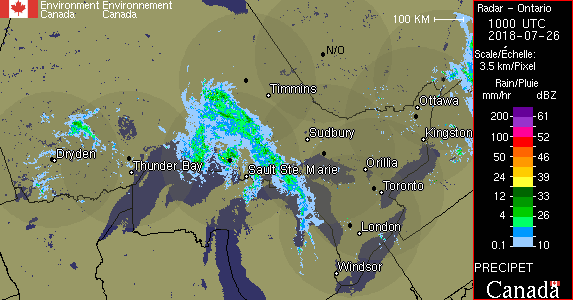 Environment Environnement
Canada Canada
100 KM
N/O
Timmins
Ottawa
Kingston
Sudbury
Dryden
Thunder Bay
Sault Ste. Marie
Orillia
Toronto
London
Windsor
Radar - Ontario
1000 UTC
2018-07-26
Scale/Échelle:
3.5 km/Pixel
Rain/Pluie
mm/hr dBZ
200 61
100 52
50 46
24 39
12 33
4 26
0.1 10
PRECIPET
Canada